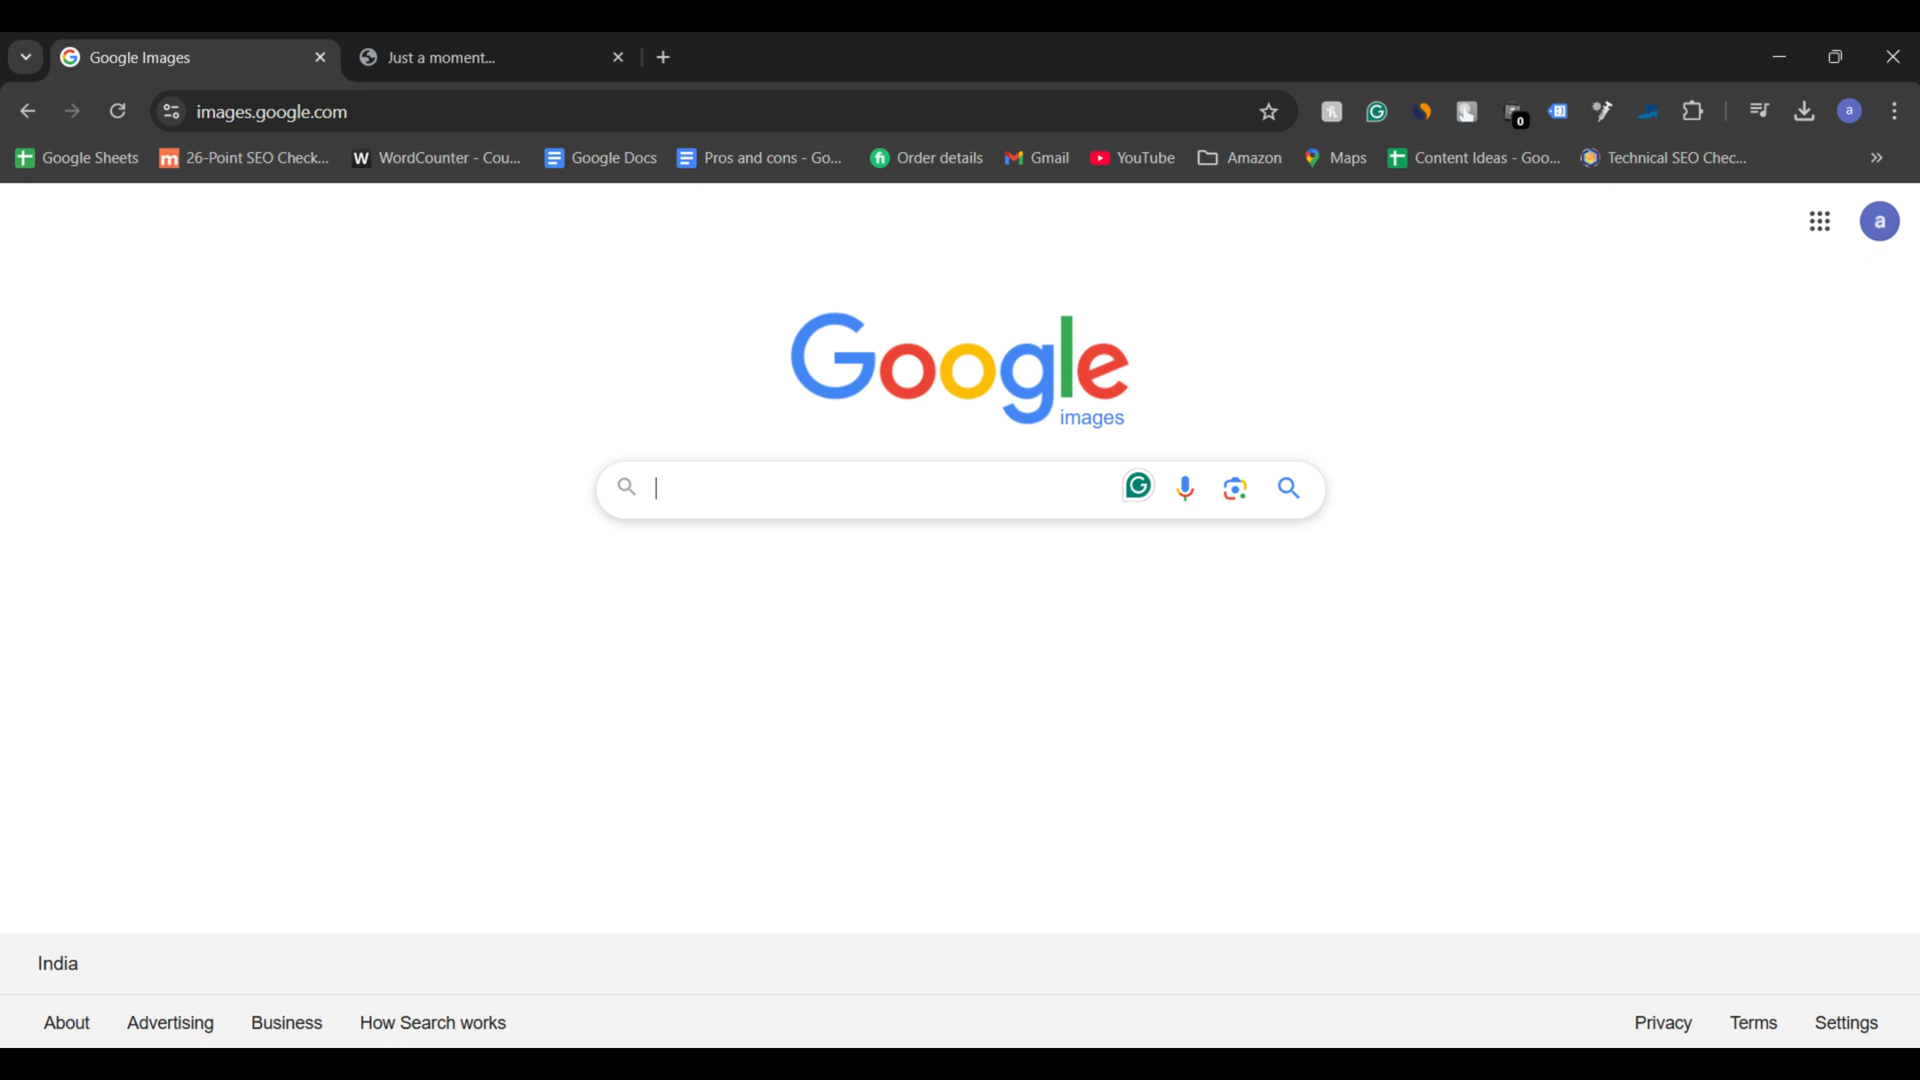 Google Images
Just a moment...
images.google.com
0
a
Google Sheets
26-Point SEO Check...
WordCounter - Cou...
Google Docs
Pros and cons - Go...
Order details
Gmail
YouTube
Amazon
Maps
Content Ideas - Goo...
Technical SEO Chec...
a
Google
images
India
About Advertising Business How Search works
Privacy Terms Settings